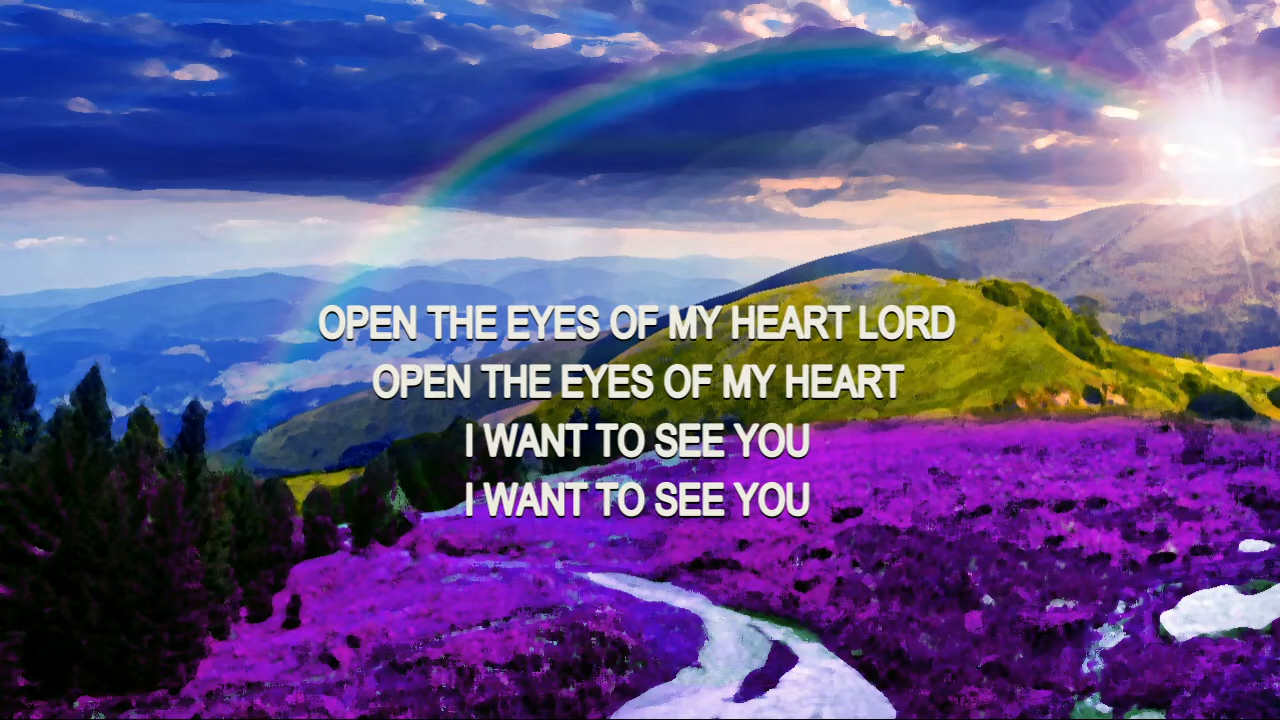 OPEN THE EYES OF MY HEART LORD
OPEN THE EYES OF MY HEART
I WANT TO SEE YOU
I WANT TO SEE YOU